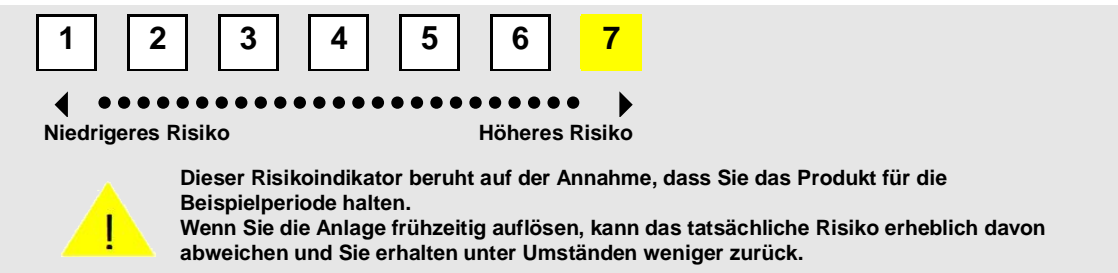 1 2 3 4 5 6 7
Niedrigeres Risiko Höheres Risiko
Dieser Risikoindikator beruht auf der Annahme, dass Sie das Produkt für die
Beispielperiode halten.
Wenn Sie die Anlage frühzeitig auflösen, kann das tatsächliche Risiko erheblich davon
abweichen und Sie erhalten unter Umständen weniger zurück.
!